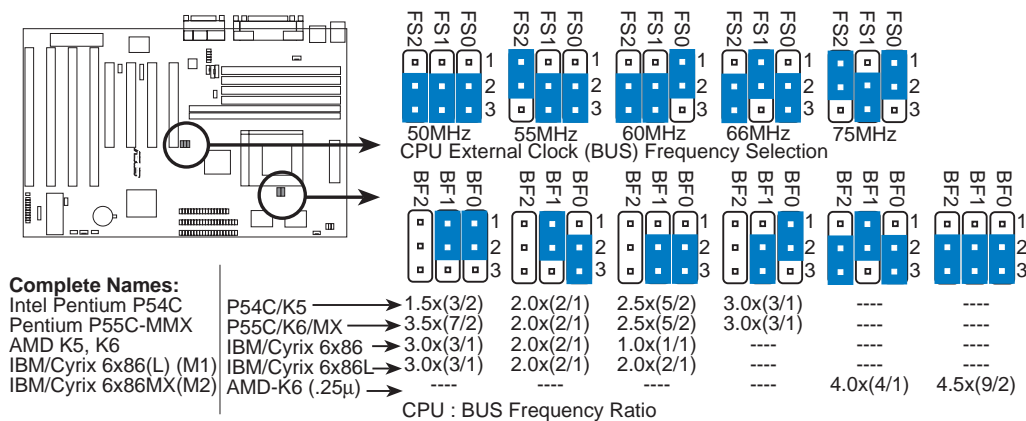 FS2 FS1 FS0 FS2 FS1 FS0 FS2 FS1 FS0 FS2 FS1 FS0 FS2 FS1 FS0
1 1 1 1 1
2 2 2 2 2
3 3 3 3 3
50MHz 55MHz 60MHz 66MHz 75MHz
CPU External Clock (BUS) Frequency Selection
BF2 BF1 BF0 BF2 BF1 BF0 BF2 BF1 BF0 BF2 BF1 BF0 BF2 BF1 BF0 BF2 BF1 BF0
1 1 1 1 1 1
2 2 2 2 2 2
3 3 3 3 3 3
Complete Names:
Intel Pentium P54C
Pentium P55C-MMX
AMD K5, K6
IBM/Cyrix 6x86(L) (M1)
IBM/Cyrix 6x86MX(M2)
P54C/K5 1.5x(3/2) 2.0x(2/1) 2.5x(5/2) 3.0x(3/1) ---- ----
P55C/K6/MX 3.5x(7/2) 2.0x(2/1) 2.5x(5/2) 3.0x(3/1) ---- ----
IBM/Cyrix 6x86 3.0x(3/1) 2.0x(2/1) 1.0x(1/1) ---- ---- ----
IBM/Cyrix 6x86L 3.0x(3/1) 2.0x(2/1) 2.0x(2/1) ---- ---- ----
AMD-K6 (.25µ) ---- ---- ---- ---- 4.0x(4/1) 4.5x(9/2)
CPU : BUS Frequency Ratio